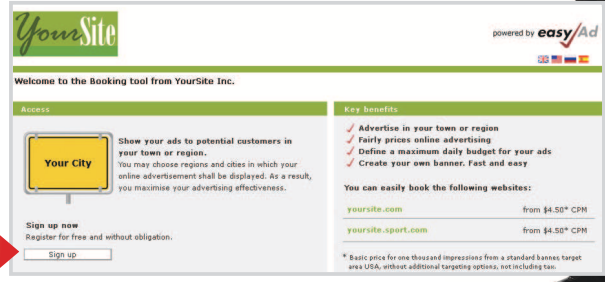 YourSite
powered by easyAd
Welcome to the Booking tool from YourSite Inc.
Access
Your City
Show your ads to potential customers in
your town or region.
You may choose regions and cities in which your
online advertisement shall be displayed. As a result,
you maximise your advertising effectiveness.
Sign up now
Register for free and without obligation.
Sign up
Key benefits
Advertise in your town or region
Fairly prices online advertising
Define a maximum daily budget for your ads
Create your own banner. Fast and easy
You can easily book the following websites:
yoursite.com from $4.50* CPM
yoursite.sport.com from $4.50* CPM
* Basic price for one thousand impressions from a standard banner, target
area USA, without additional targeting options, not including tax.